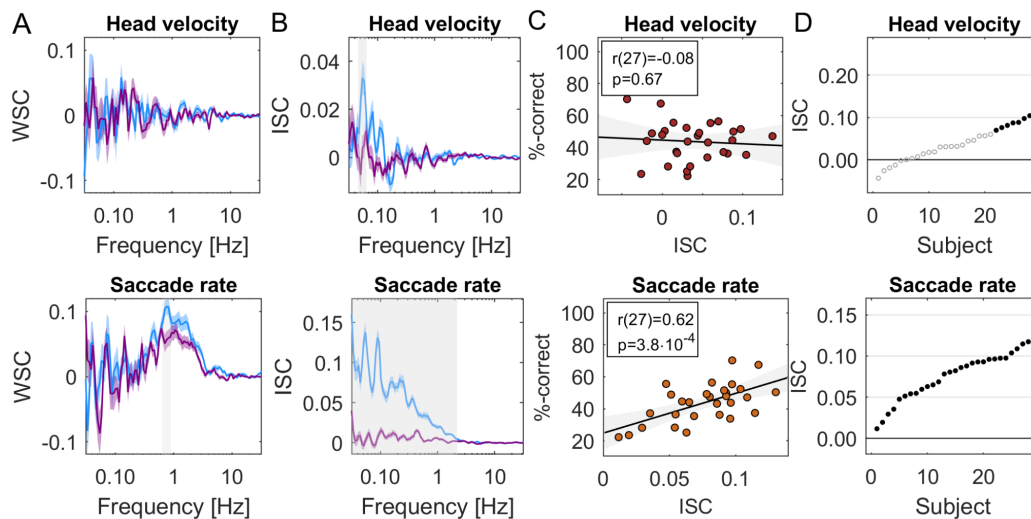 A
Head velocity
WSC
0.1
0
-0.1
0.10 1 10
Frequency [Hz]
B
Head velocity
ISC
0.04
0.02
0
0.10 1 10
Frequency [Hz]
C
Head velocity
%-correct
100
80
60
40
20
r(27)=-0.08
p=0.67
0 0.1
ISC
D
Head velocity
ISC
0.20
0.10
0.00
0 10 20
Subject
Saccade rate
WSC
0.1
0
-0.1
0.10 1 10
Frequency [Hz]
Saccade rate
ISC
0.15
0.1
0.05
0
0.10 1 10
Frequency [Hz]
Saccade rate
%-correct
100
80
60
40
20
r(27)=0.62
p=3.8·10⁻⁴
0 0.05 0.1
ISC
Saccade rate
ISC
0.15
0.10
0.05
0.00
0 10 20
Subject